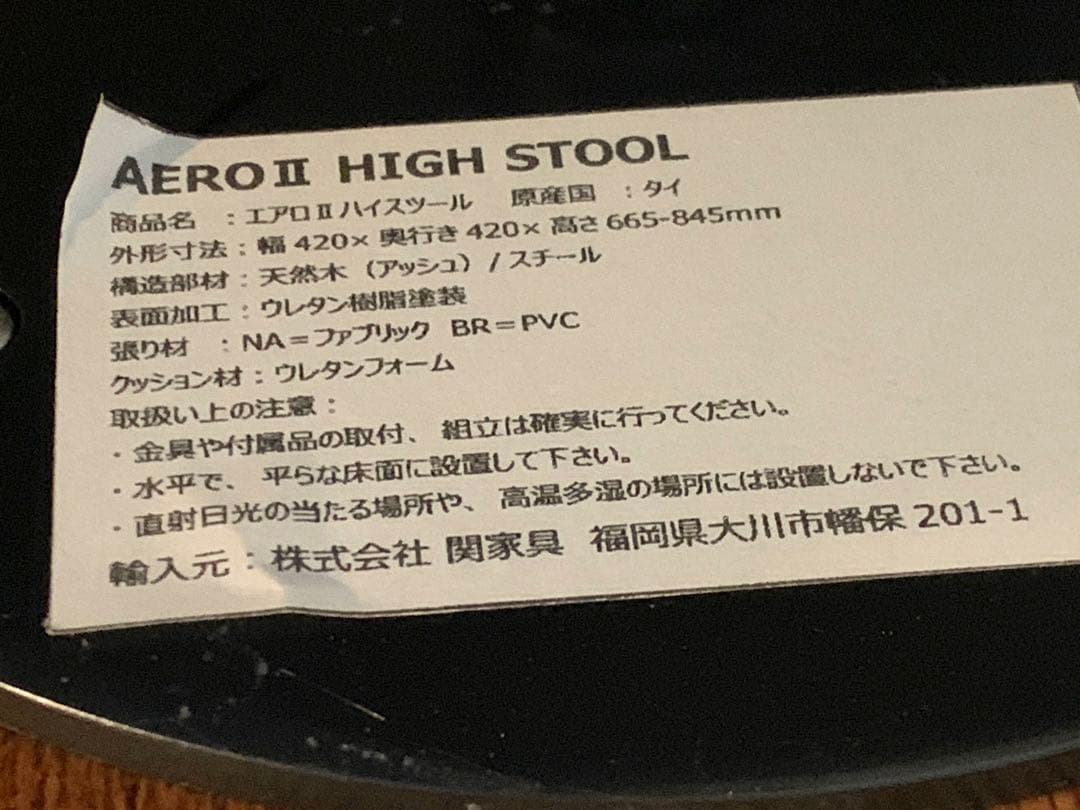 AERO Ⅱ HIGH STOOL
商品名 ：エアロⅡハイスツール 原産国 ：タイ
外形寸法：幅 420× 奥行き 420× 高さ 665-845mm
構造部材：天然木（アッシュ）/ スチール
表面加工：ウレタン樹脂塗装
張り材 ：NA＝ファブリック BR＝PVC
クッション材：ウレタンフォーム
取扱い上の注意：
・金具や付属品の取付、組立は確実に行ってください。
・水平で、平らな床面に設置して下さい。
・直射日光の当たる場所や、高温多湿の場所には設置しないで下さい。
輸入元：株式会社 関家具 福岡県大川市幡保 201-1